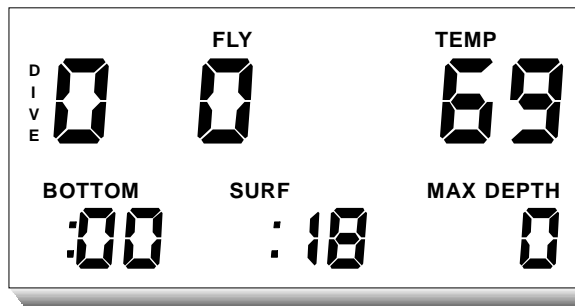 FLY TEMP
DIVE 0 0 69
BOTTOM SURF MAX DEPTH
:00 :18 0